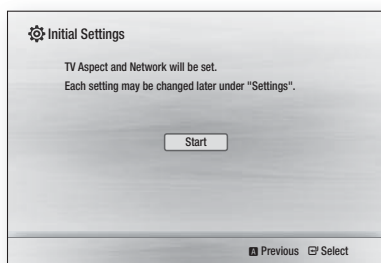 Initial Settings
TV Aspect and Network will be set.
Each setting may be changed later under "Settings".
Start
A Previous Select